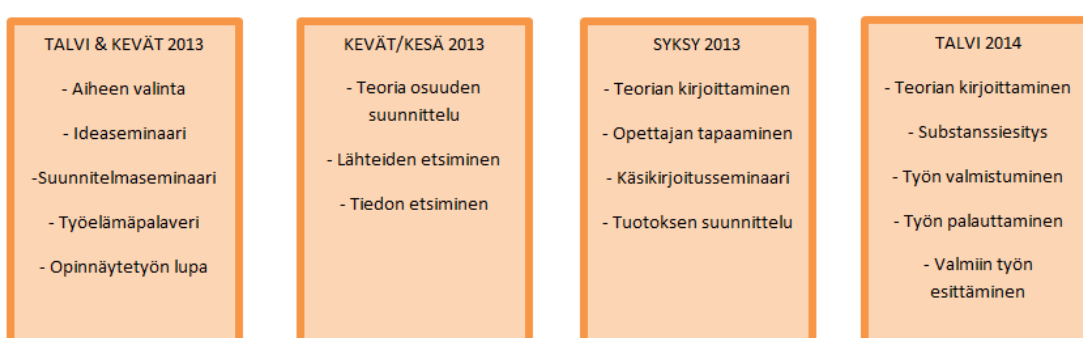 TALVI & KEVÄT 2013
- Aiheen valinta
- Ideaseminaari
-Suunnitelmaseminaari
- Työelämäpalaveri
- Opinnäytetyön lupa
KEVÄT/KESÄ 2013
- Teoria osuuden
suunnittelu
- Lähteiden etsiminen
- Tiedon etsiminen
SYKSY 2013
- Teorian kirjoittaminen
- Opettajan tapaaminen
- Käsikirjoitusseminaari
- Tuotoksen suunnittelu
TALVI 2014
- Teorian kirjoittaminen
- Substanssiesitys
- Työn valmistuminen
- Työn palauttaminen
- Valmiin työn
esittäminen